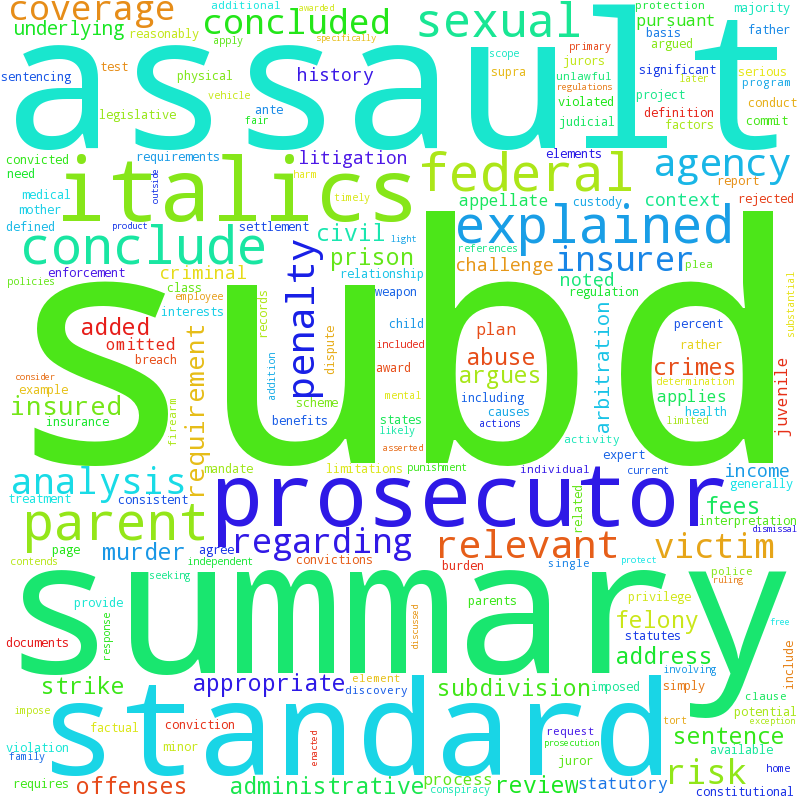 coverage
additional
awarded
sexual
protection
majority
underlying
concluded
reasonably
apply
specifically
pursuant
basis
father
argued
assault
sentencing
test
physical
history
scope
primary
jurors
supra
unlawful
regulations
significant
later
serious
program
legislative
vehicle
ante
fair
violated
judicial
project
definition
factors
conduct
commit
convicted
need
requirements
litigation
elements
agency
italics
federal
harm
outside
timely
medical
mother
defined
custody
appellate
context
report
rejected
product
settlement
light
explained
conclude
civil
prison
references
challenge
insurer
plea
noted
regulation
substantial
policies
enforcement
criminal
class
relationship
weapon
penalty
subd
employee
interests
records
child
percent
added
omitted
breach
dispute
included
plan
rather
abuse
crimes
arbitration
juvenile
consider
example
addition
award
argues
determination
applies
health
insured
insurance
requirement
firearm
scheme
mental
including
causes
actions
limited
benefits
states
likely
asserted
activity
analysis
mandate
limitations
punishment
individual
expert
current
income
generally
treatment
consistent
prosecutor
related
fees
interpretation
dismissal
parent
page
agree
regarding
relevant
victim
murder
independent
convictions
burden
single
protect
police
ruling
contends
seeking
summary
provide
parents
privilege
free
documents
response
discussed
felony
statutes
address
involving
include
strike
appropriate
element
discovery
subdivision
imposed
simply
clause
impose
factual
conviction
standard
tort
potential
exception
violation
family
minor
enacted
request
prosecution
juror
sentence
available
home
requires
offenses
administrative
process
conspiracy
review
statutory
risk
constitutional